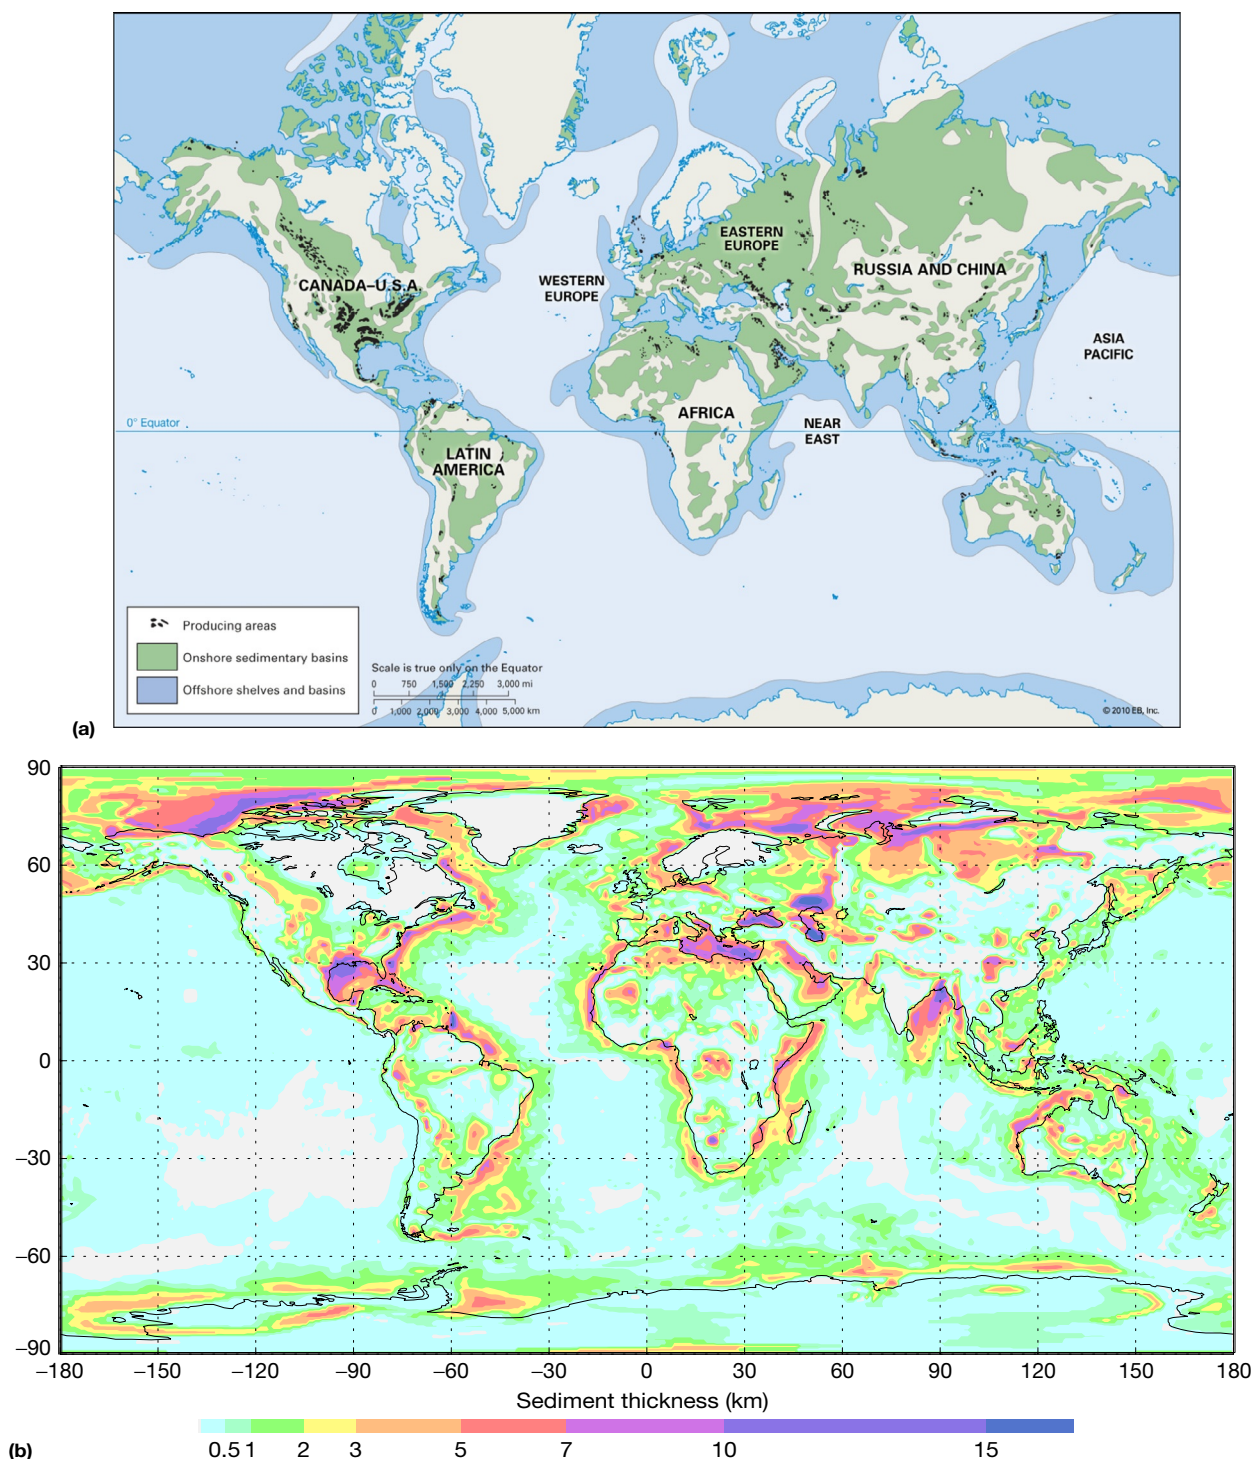 EASTERN
EUROPE
WESTERN
EUROPE
RUSSIA AND CHINA
CANADA–U.S.A.
ASIA
PACIFIC
0° Equator
AFRICA
NEAR
EAST
LATIN
AMERICA
Producing areas
Onshore sedimentary basins
Offshore shelves and basins
Scale is true only on the Equator
0 750 1,500 2,250 3,000 mi
0 1,000 2,000 3,000 4,000 5,000 km
© 2010 EB, Inc.
(a)
90
60
30
0
–30
–60
–90
–180 –150 –120 –90 –60 –30 0 30 60 90 120 150 180
Sediment thickness (km)
0.5 1 2 3 5 7 10 15
(b)